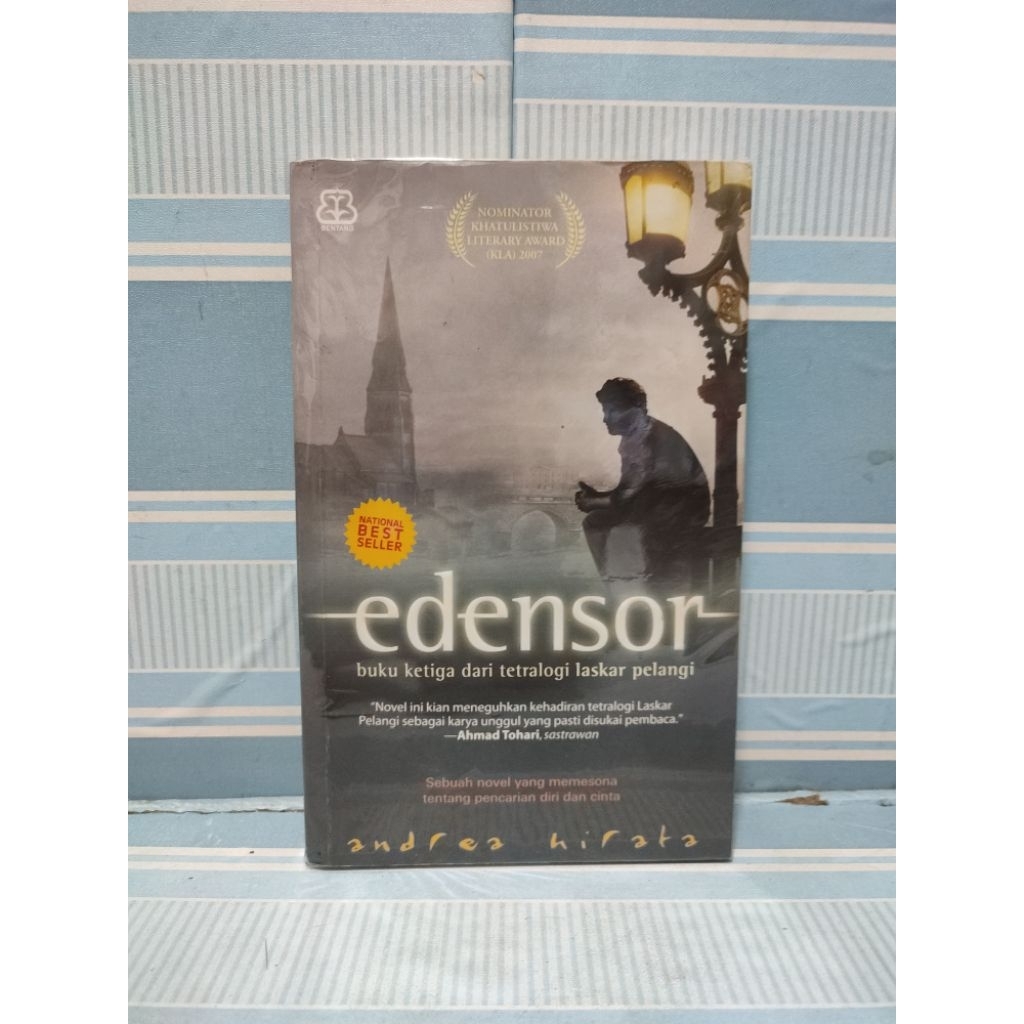 BENTANG
NOMINATOR
KHATULISTIWA
LITERARY AWARD
(KLA) 2007
NATIONAL
BEST
SELLER
edensor
buku ketiga dari tetralogi laskar pelangi
"Novel ini kian meneguhkan kehadiran tetralogi Laskar
Pelangi sebagai karya unggul yang pasti disukai pembaca."
—Ahmad Tohari, sastrawan
Sebuah novel yang memesona
tentang pencarian diri dan cinta
andrea hirata